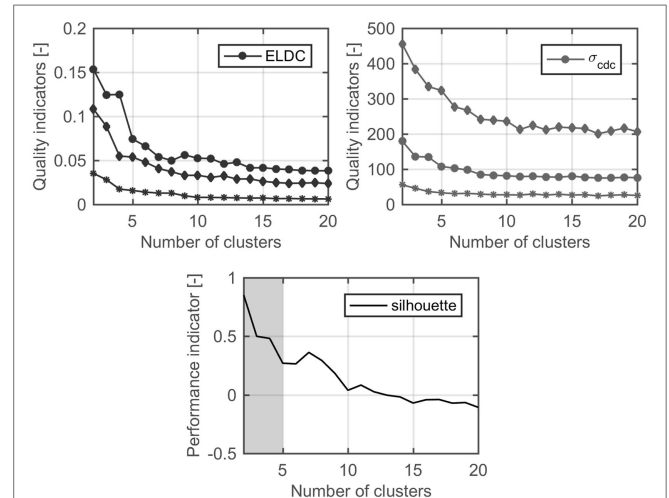 Quality indicators [-]
0.2
0.15
0.1
0.05
0
ELDC
5 10 15 20
Number of clusters
Quality indicators [-]
500
400
300
200
100
0
σcdc
5 10 15 20
Number of clusters
Performance indicator [-]
1
0.5
0
-0.5
silhouette
5 10 15 20
Number of clusters